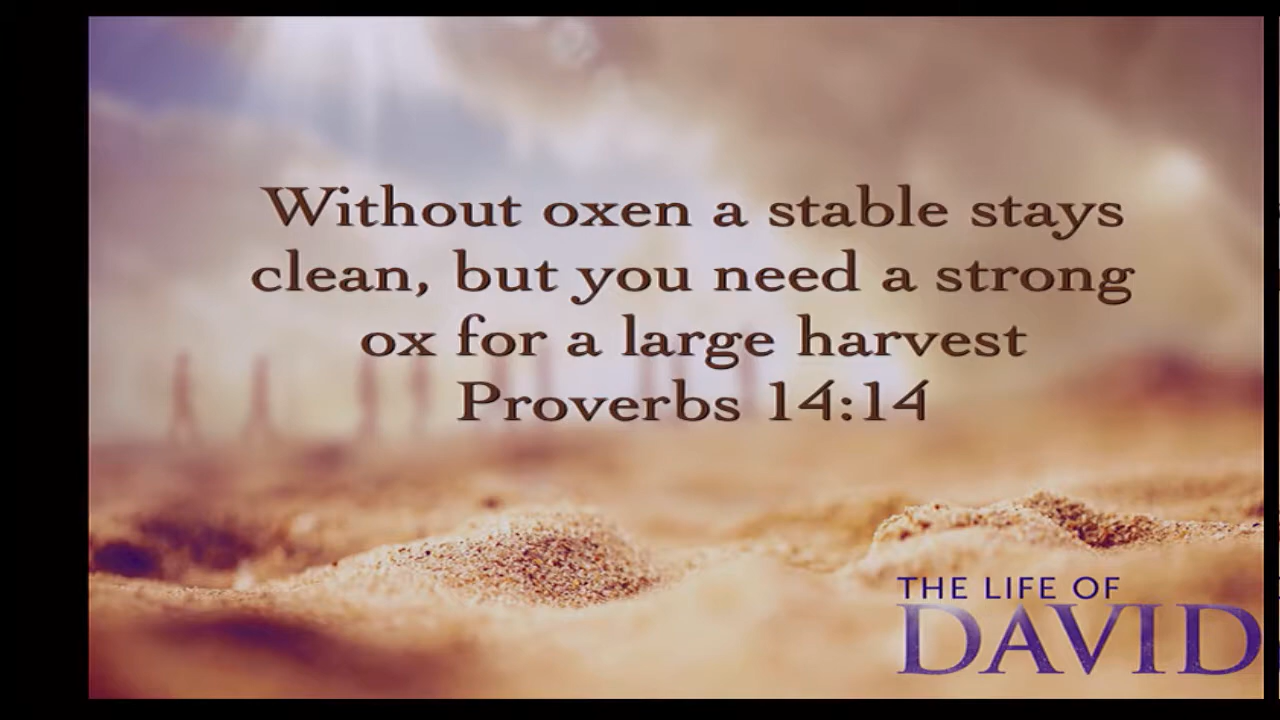 Without oxen a stable stays
clean, but you need a strong
ox for a large harvest
Proverbs 14:14
THE LIFE OF
DAVID